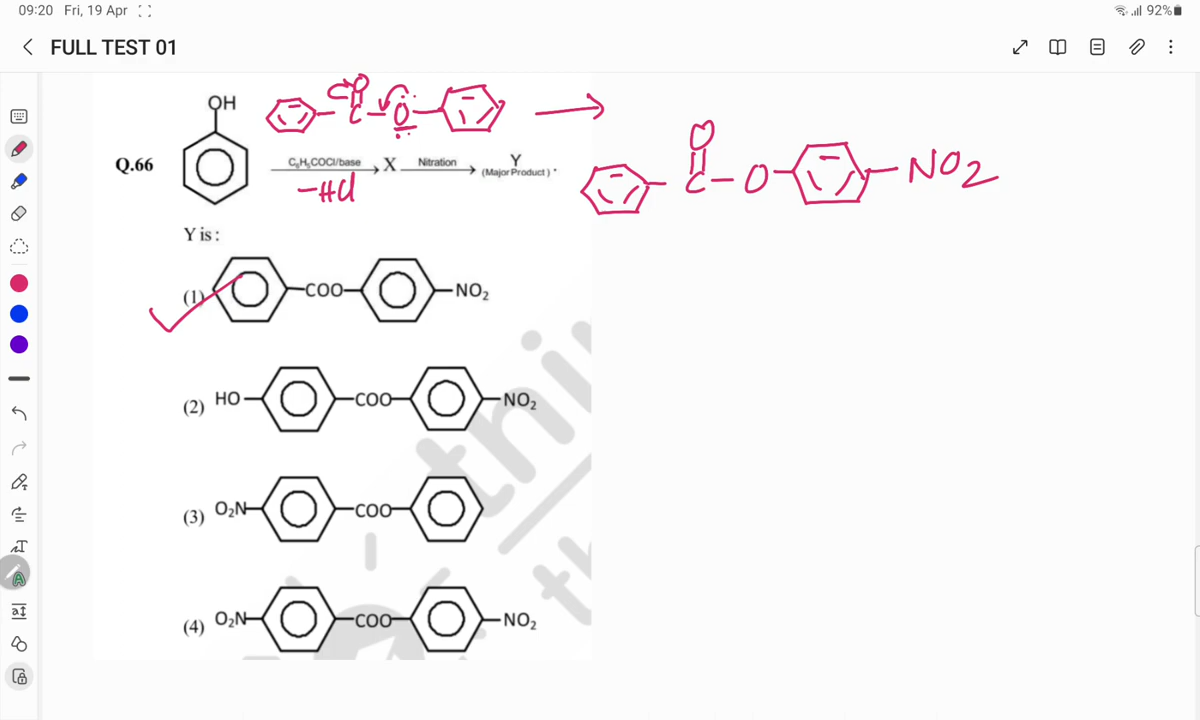 09:20 Fri, 19 Apr
92%
FULL TEST 01
OH
O
C-O
Q.66
C₆H₅COCl/base
X
Nitration
Y
(Major Product)
-HCl
O
C-O
-NO2
Y is :
(1) COO NO₂
(2) HO COO NO₂
(3) O₂N COO
(4) O₂N COO NO₂